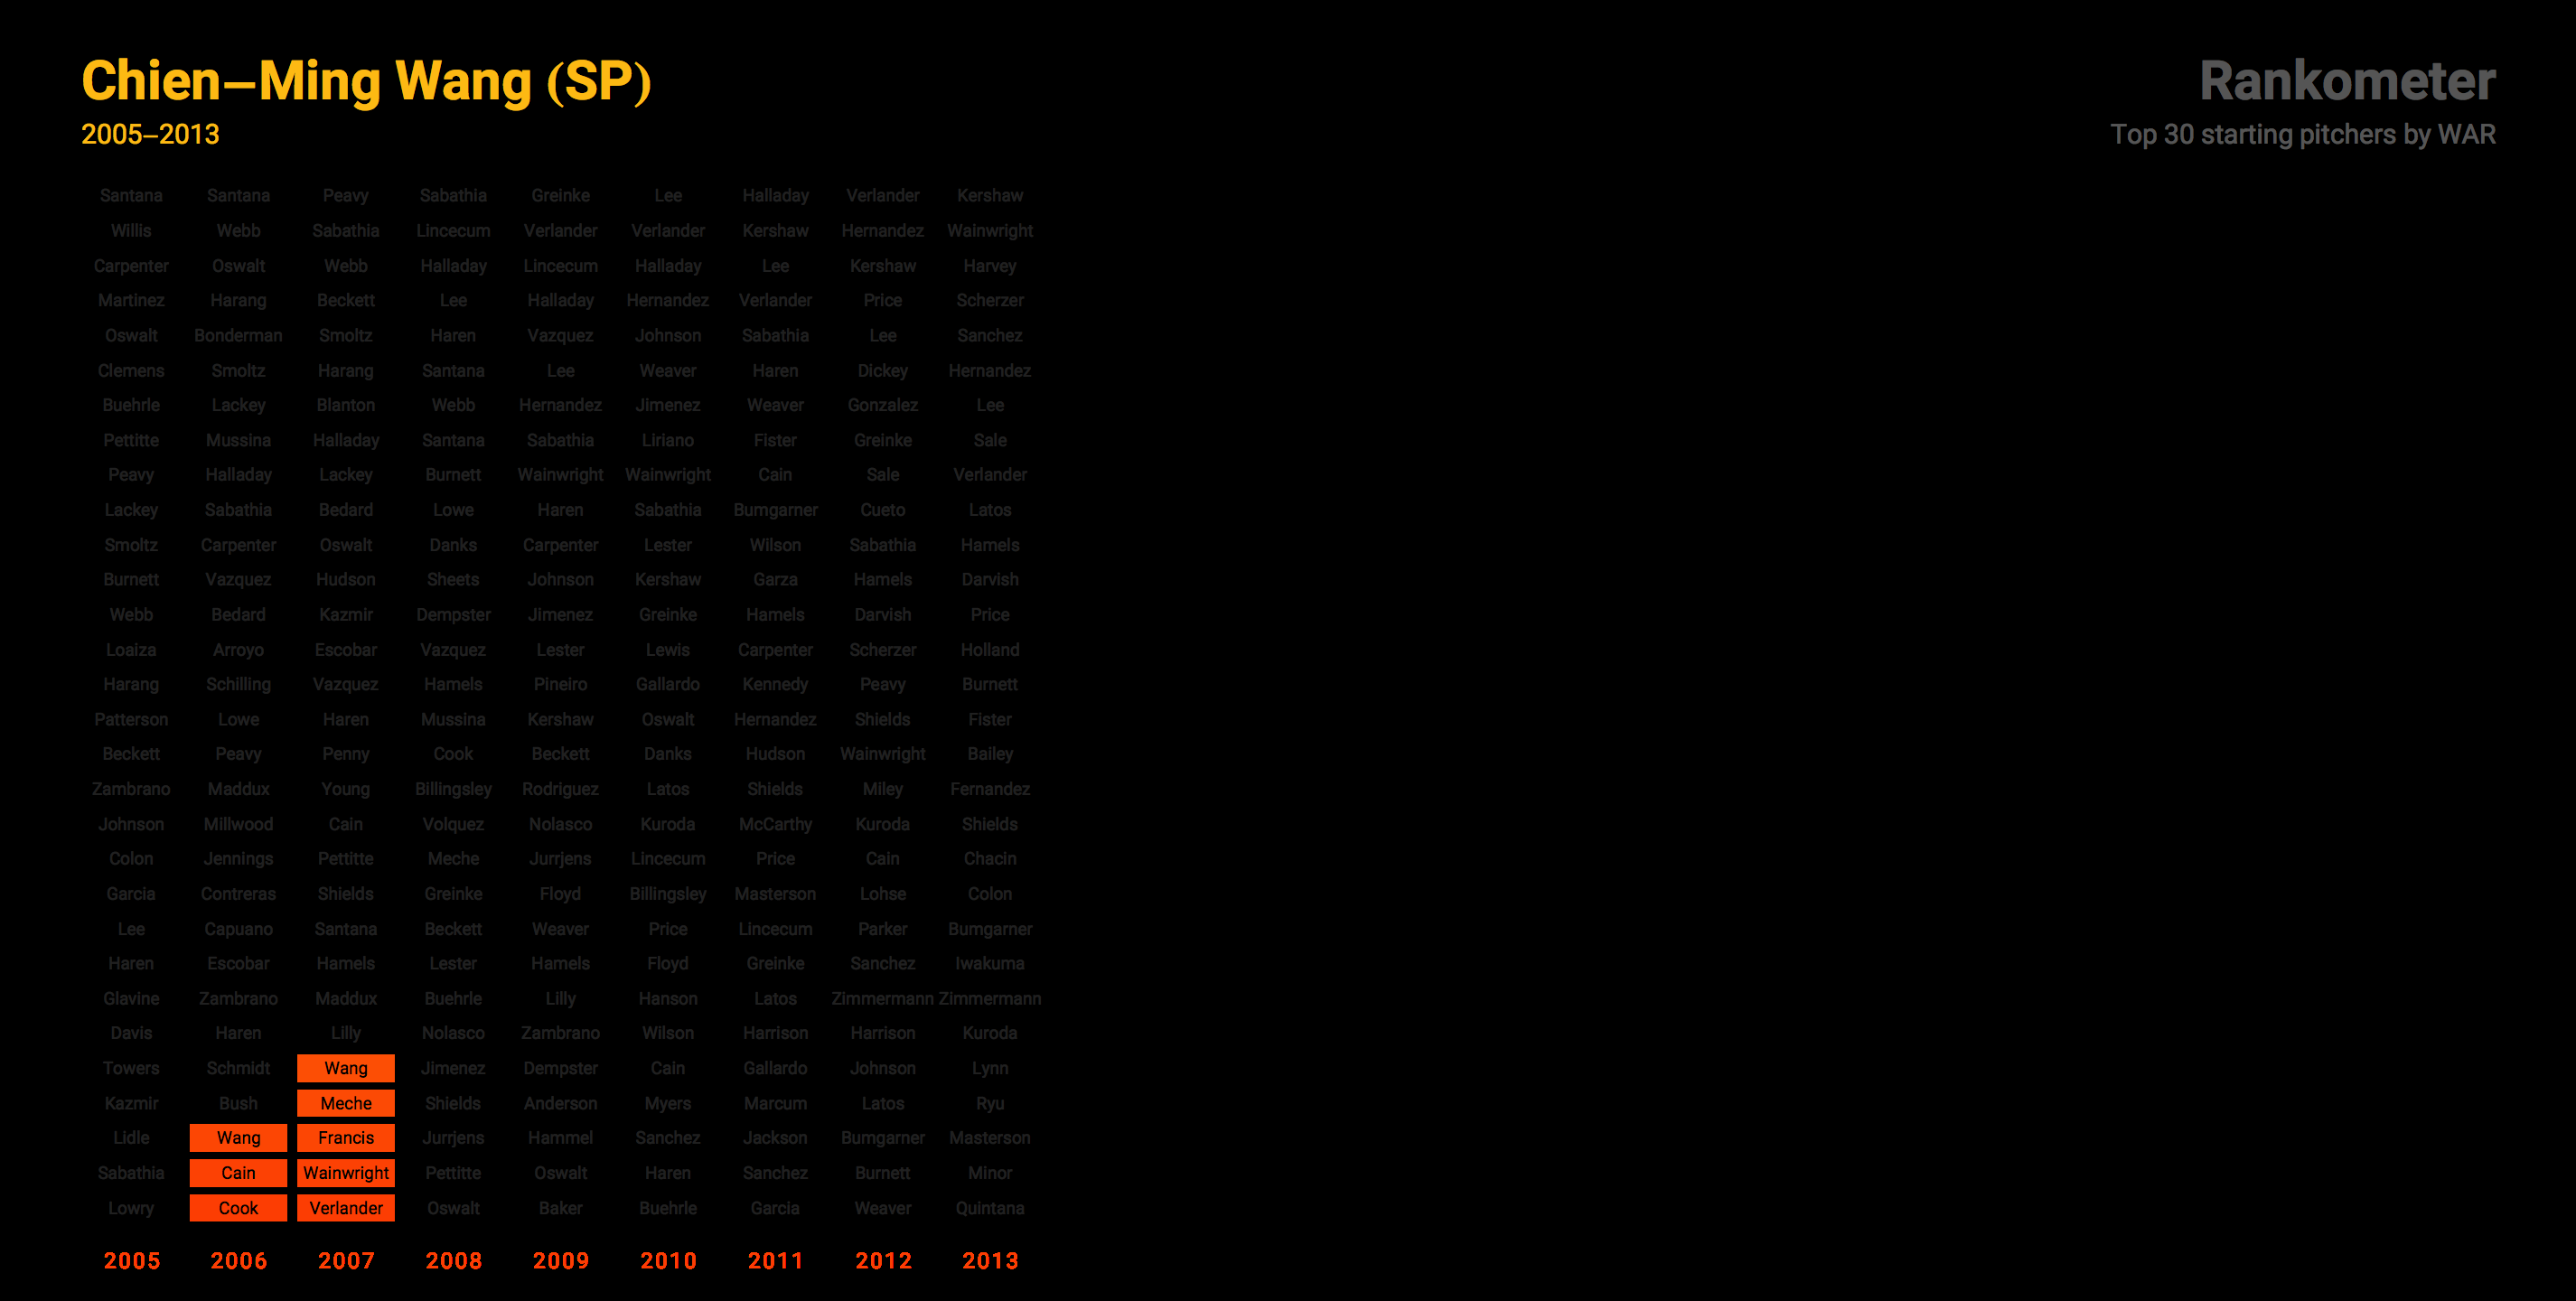 Chien–Ming Wang (SP)
2005–2013
Rankometer
Top 30 starting pitchers by WAR
Santana Santana Peavy Sabathia Greinke Lee Halladay Verlander Kershaw
Willis Webb Sabathia Lincecum Verlander Verlander Kershaw Hernandez Wainwright
Carpenter Oswalt Webb Halladay Lincecum Halladay Lee Kershaw Harvey
Martinez Harang Beckett Lee Halladay Hernandez Verlander Price Scherzer
Oswalt Bonderman Smoltz Haren Vazquez Johnson Sabathia Lee Sanchez
Clemens Smoltz Harang Santana Lee Weaver Haren Dickey Hernandez
Buehrle Lackey Blanton Webb Hernandez Jimenez Weaver Gonzalez Lee
Pettitte Mussina Halladay Santana Sabathia Liriano Fister Greinke Sale
Peavy Halladay Lackey Burnett Wainwright Wainwright Cain Sale Verlander
Lackey Sabathia Bedard Lowe Haren Sabathia Bumgarner Cueto Latos
Smoltz Carpenter Oswalt Danks Carpenter Lester Wilson Sabathia Hamels
Burnett Vazquez Hudson Sheets Johnson Kershaw Garza Hamels Darvish
Webb Bedard Kazmir Dempster Jimenez Greinke Hamels Darvish Price
Loaiza Arroyo Escobar Vazquez Lester Lewis Carpenter Scherzer Holland
Harang Schilling Vazquez Hamels Pineiro Gallardo Kennedy Peavy Burnett
Patterson Lowe Haren Mussina Kershaw Oswalt Hernandez Shields Fister
Beckett Peavy Penny Cook Beckett Danks Hudson Wainwright Bailey
Zambrano Maddux Young Billingsley Rodriguez Latos Shields Miley Fernandez
Johnson Millwood Cain Volquez Nolasco Kuroda McCarthy Kuroda Shields
Colon Jennings Pettitte Meche Jurrjens Lincecum Price Cain Chacin
Garcia Contreras Shields Greinke Floyd Billingsley Masterson Lohse Colon
Lee Capuano Santana Beckett Weaver Price Lincecum Parker Bumgarner
Haren Escobar Hamels Lester Hamels Floyd Greinke Sanchez Iwakuma
Glavine Zambrano Maddux Buehrle Lilly Hanson Latos Zimmermann Zimmermann
Davis Haren Lilly Nolasco Zambrano Wilson Harrison Harrison Kuroda
Towers Schmidt Wang Jimenez Dempster Cain Gallardo Johnson Lynn
Kazmir Bush Meche Shields Anderson Myers Marcum Latos Ryu
Lidle Wang Francis Jurrjens Hammel Sanchez Jackson Bumgarner Masterson
Sabathia Cain Wainwright Pettitte Oswalt Haren Sanchez Burnett Minor
Lowry Cook Verlander Oswalt Baker Buehrle Garcia Weaver Quintana
2005 2006 2007 2008 2009 2010 2011 2012 2013